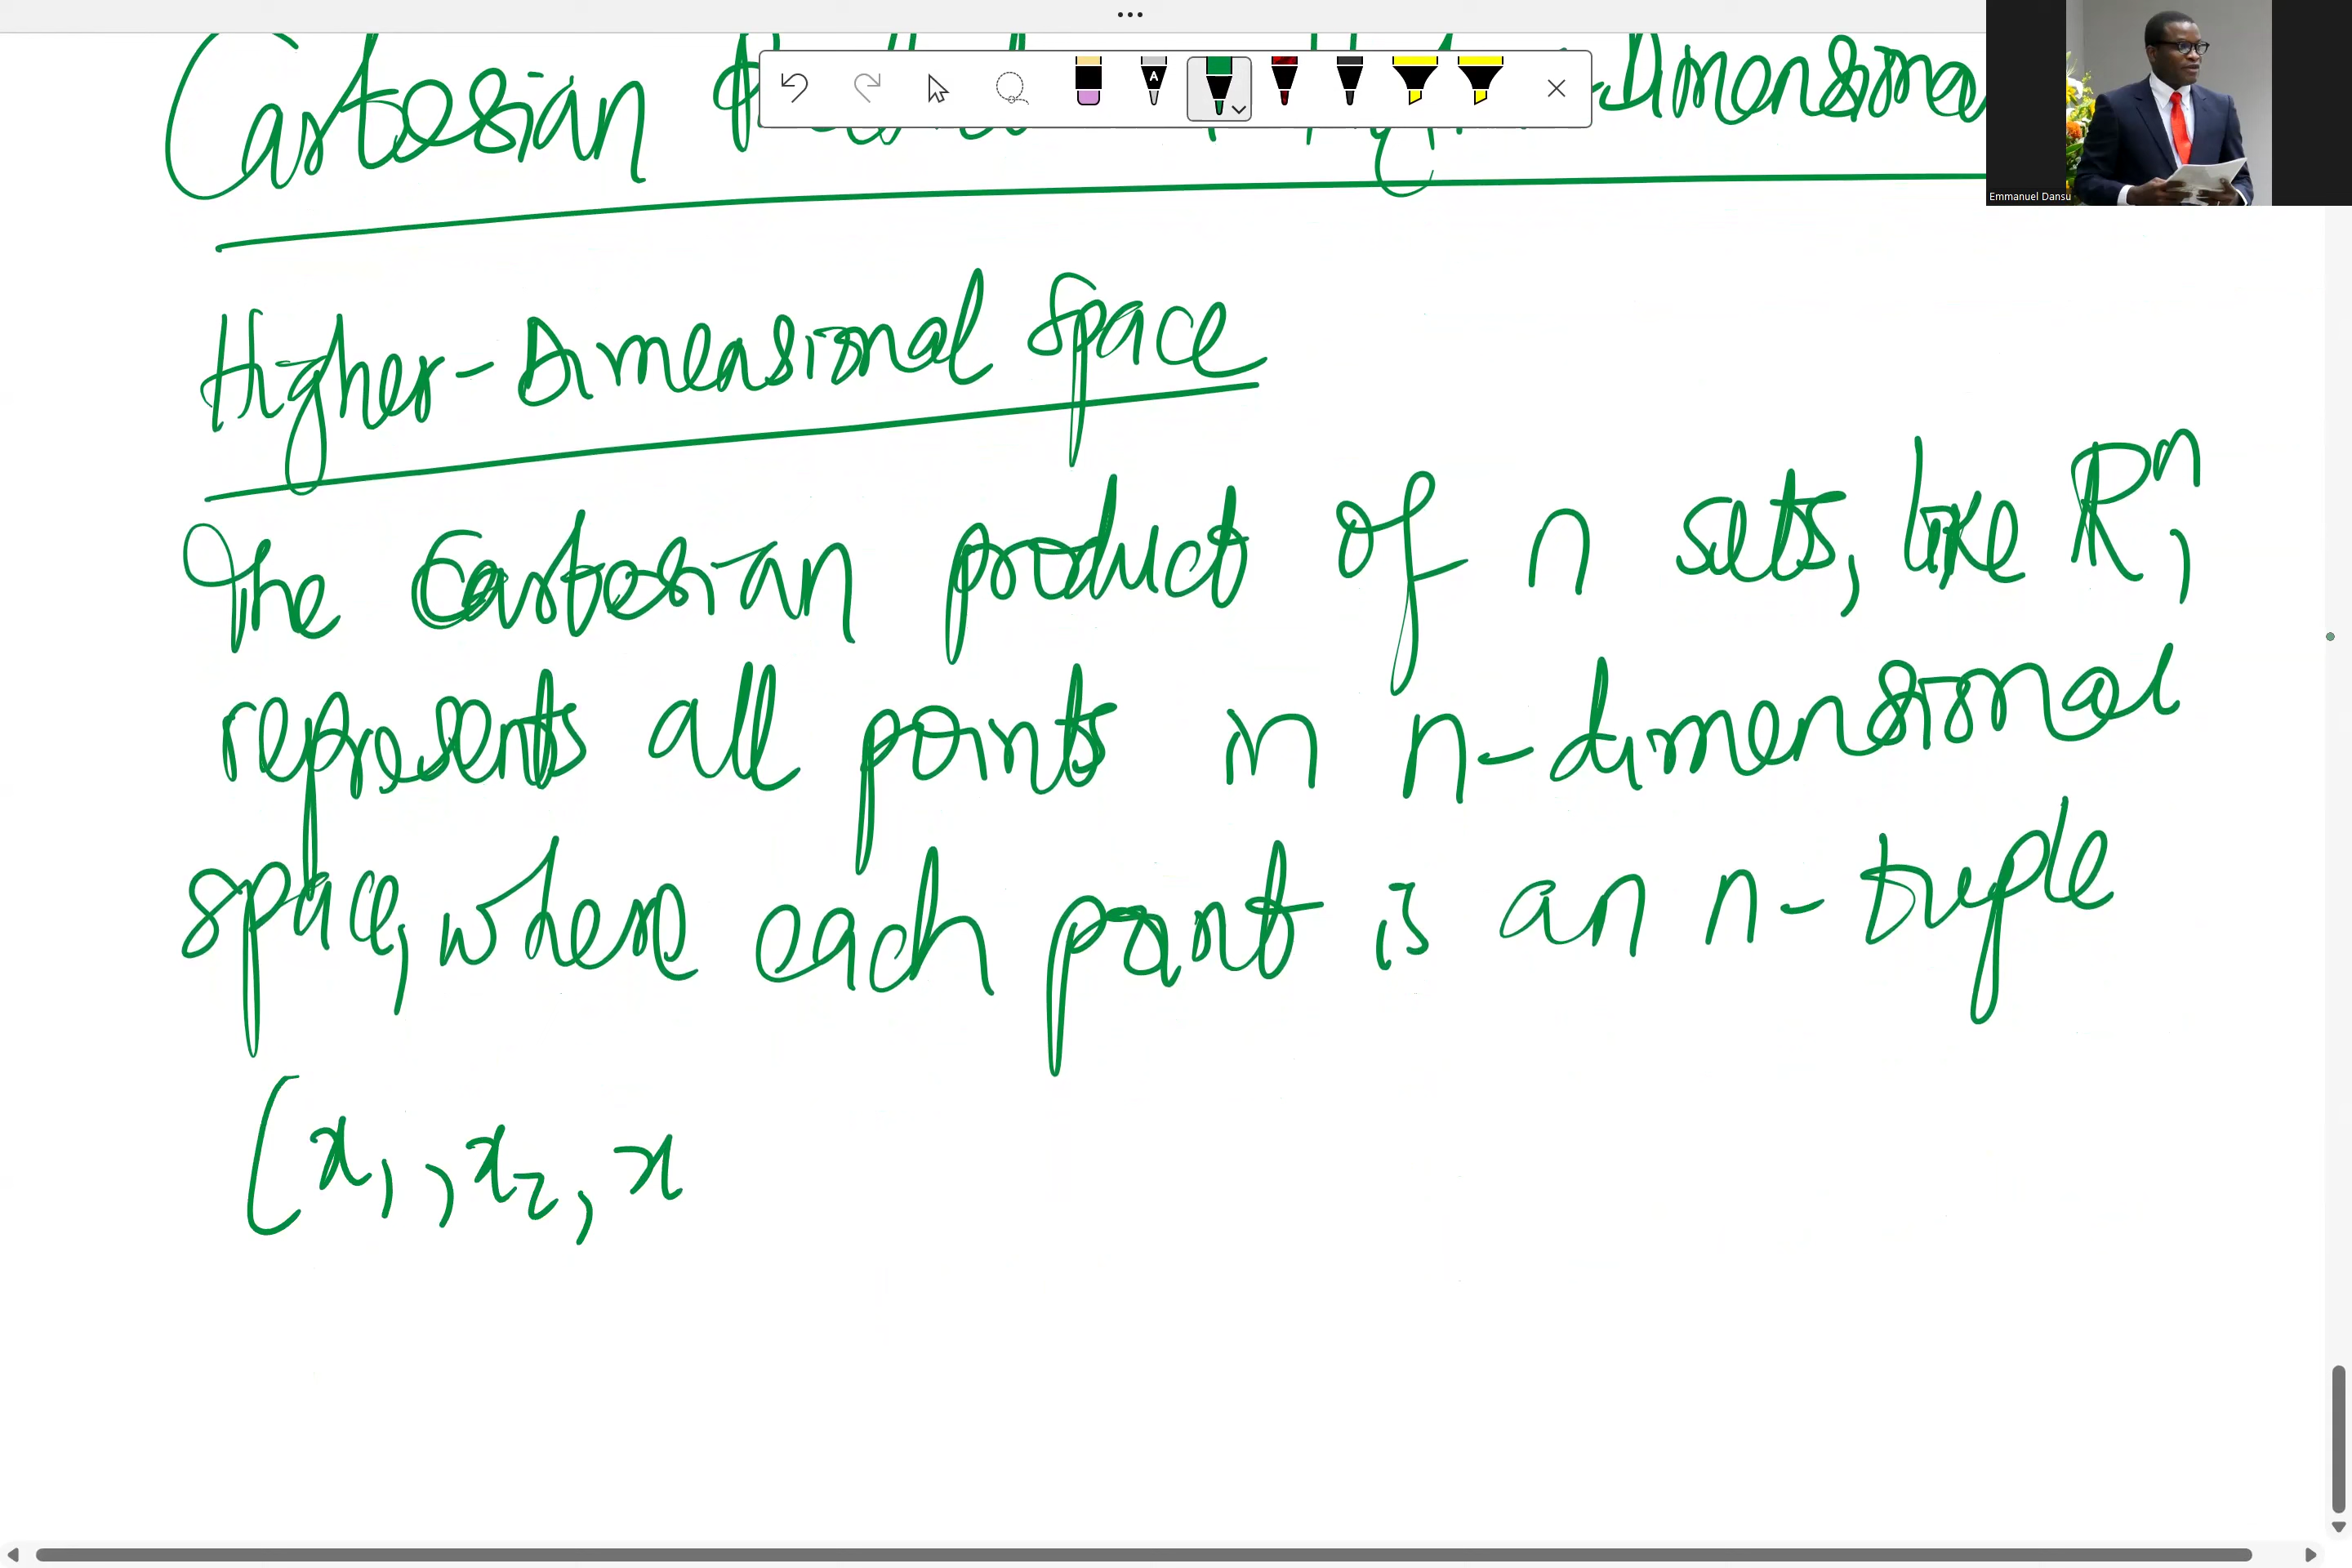 Cartesian
-Dimensional
Emmanuel Dansu
Higher-Dimensional Space
The Cartesian product of n sets, like Rⁿ,
represents all points in n-dimensional
space, where each point is an n-tuple
(x₁, x₂, x